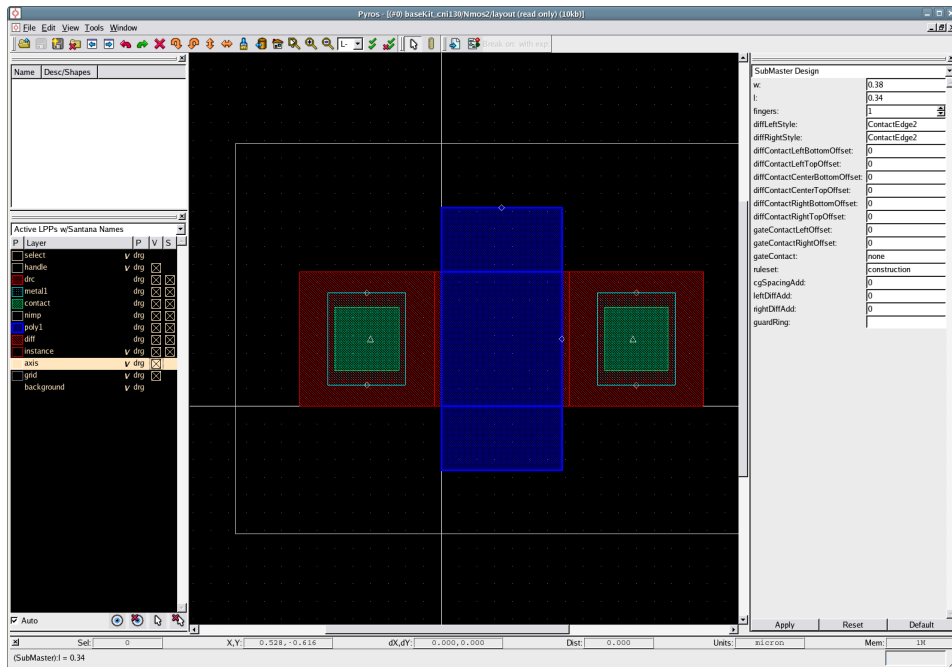 Pyros - [(#0) baseKit_cni130/Nmos2/layout (read only) (10kb)]
File Edit View Tools Window
L- Break on: with exp:
Name Desc/Shapes
Active LPPs w/Santana Names
P Layer P V S
select v drg
handle v drg
drc drg
metal1 drg
contact drg
nimp drg
poly1 drg
diff drg
instance v drg
axis v drg
grid v drg
background v drg
Auto
SubMaster Design
w: 0.38
l: 0.34
fingers: 1
diffLeftStyle: ContactEdge2
diffRightStyle: ContactEdge2
diffContactLeftBottomOffset: 0
diffContactLeftTopOffset: 0
diffContactCenterBottomOffset: 0
diffContactCenterTopOffset: 0
diffContactRightBottomOffset: 0
diffContactRightTopOffset: 0
gateContactLeftOffset: 0
gateContactRightOffset: 0
gateContact: none
ruleset: construction
cgSpacingAdd: 0
leftDiffAdd: 0
rightDiffAdd: 0
guardRing:
Apply Reset Default
Sel: 0 X,Y: 0.528,-0.616 dX,dY: 0.000,0.000 Dist: 0.000 Units: micron Mem: 1M
(SubMaster):l = 0.34